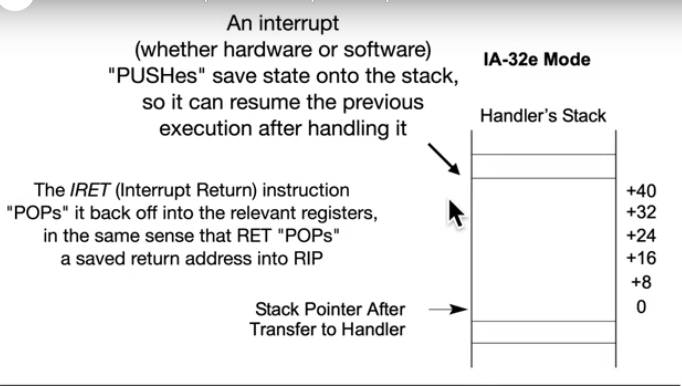 An interrupt
(whether hardware or software)
"PUSHes" save state onto the stack,
so it can resume the previous
execution after handling it
IA-32e Mode
Handler's Stack
The IRET (Interrupt Return) instruction
"POPs" it back off into the relevant registers,
in the same sense that RET "POPs"
a saved return address into RIP
+40
+32
+24
+16
+8
0
Stack Pointer After
Transfer to Handler